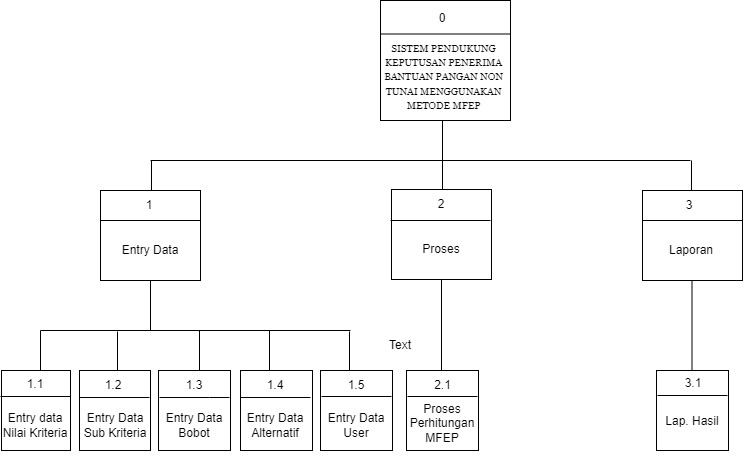 0
SISTEM PENDUKUNG
KEPUTUSAN PENERIMA
BANTUAN PANGAN NON
TUNAI MENGGUNAKAN
METODE MFEP
1
Entry Data
2
Proses
3
Laporan
Text
1.1
Entry data
Nilai Kriteria
1.2
Entry Data
Sub Kriteria
1.3
Entry Data
Bobot
1.4
Entry Data
Alternatif
1.5
Entry Data
User
2.1
Proses
Perhitungan
MFEP
3.1
Lap. Hasil